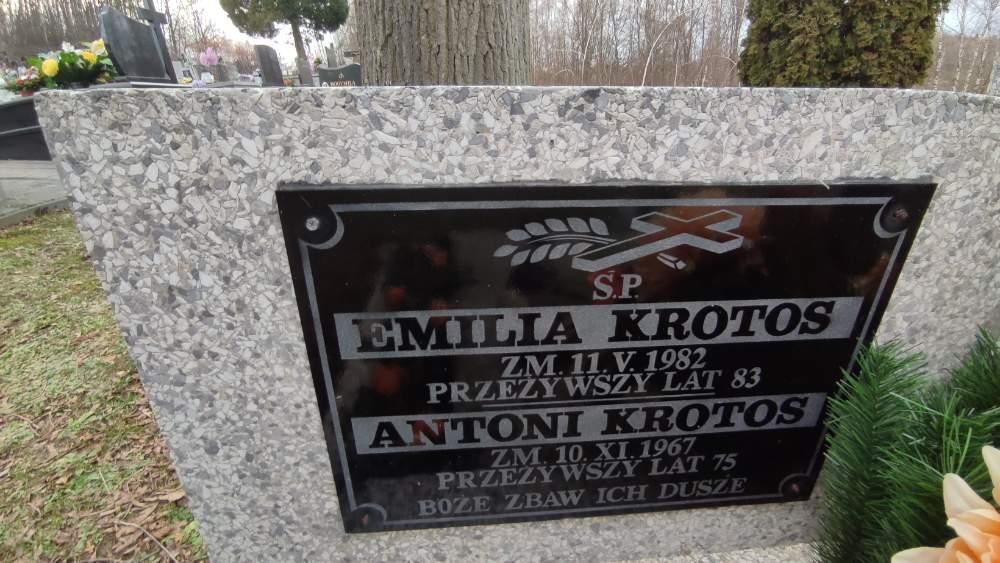 Ś.P.
EMILIA KROTOS
ZM. 11. V. 1982
PRZEŻYWSZY LAT 83
ANTONI KROTOS
ZM. 10. XI. 1967
PRZEŻYWSZY LAT 75
BOŻE ZBAW ICH DUSZE